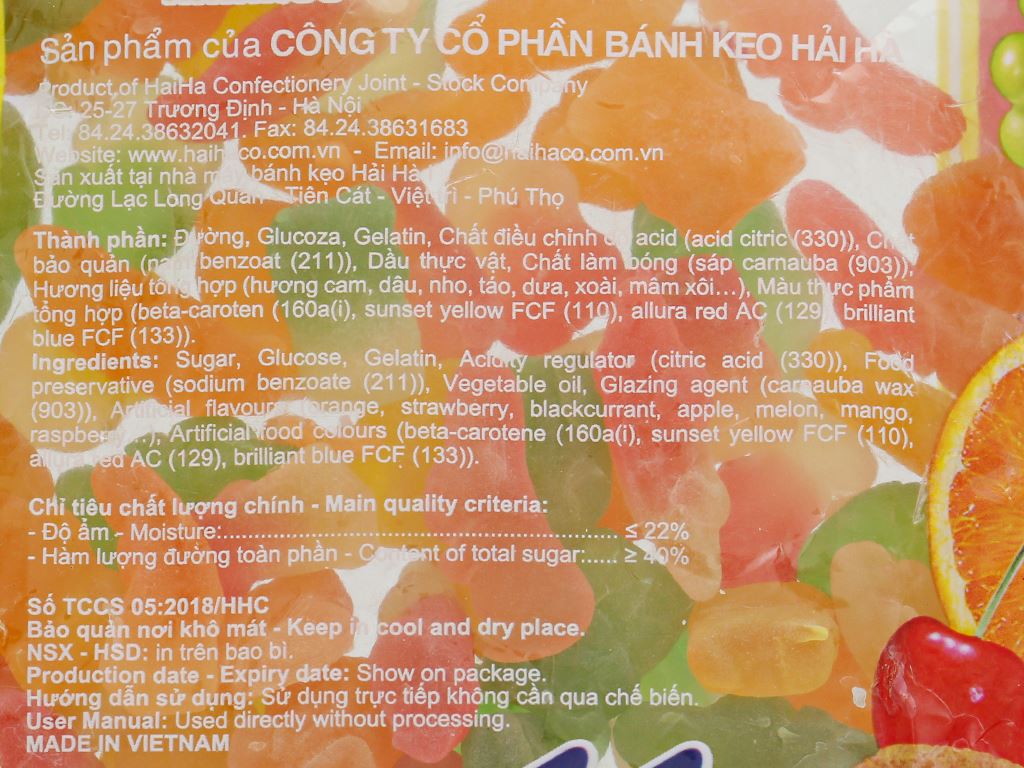 Sản phẩm của CÔNG TY CỔ PHẦN BÁNH KẸO HẢI HÀ
Product of HaiHa Confectionery Joint - Stock Company
25-27 Trương Định - Hà Nội
Tel: 84.24.38632041. Fax: 84.24.38631683
Website: www.haihaco.com.vn - Email: info@haihaco.com.vn
Sản xuất tại nhà máy bánh kẹo Hải Hà I
Đường Lạc Long Quân - Tiên Cát - Việt trì - Phú Thọ
Thành phần: Đường, Glucoza, Gelatin, Chất điều chỉnh độ acid (acid citric (330)), Chất
bảo quản (natri benzoat (211)), Dầu thực vật, Chất làm bóng (sáp carnauba (903)),
Hương liệu tổng hợp (hương cam, dâu, nho, táo, dưa, xoài, mâm xôi...), Màu thực phẩm
tổng hợp (beta-caroten (160a(i), sunset yellow FCF (110), allura red AC (129), brilliant
blue FCF (133)).
Ingredients: Sugar, Glucose, Gelatin, Acidity regulator (citric acid (330)), Food
preservative (sodium benzoate (211)), Vegetable oil, Glazing agent (carnauba wax
(903)), Artificial flavours (orange, strawberry, blackcurrant, apple, melon, mango,
raspberry...), Artificial food colours (beta-carotene (160a(i), sunset yellow FCF (110),
allura red AC (129), brilliant blue FCF (133)).
Chỉ tiêu chất lượng chính - Main quality criteria:
- Độ ẩm - Moisture:............................................................ ≤ 22%
- Hàm lượng đường toàn phần - Content of total sugar:...... ≥ 40%
Số TCCS 05:2018/HHC
Bảo quản nơi khô mát - Keep in cool and dry place.
NSX - HSD: in trên bao bì.
Production date - Expiry date: Show on package.
Hướng dẫn sử dụng: Sử dụng trực tiếp không cần qua chế biến.
User Manual: Used directly without processing.
MADE IN VIETNAM